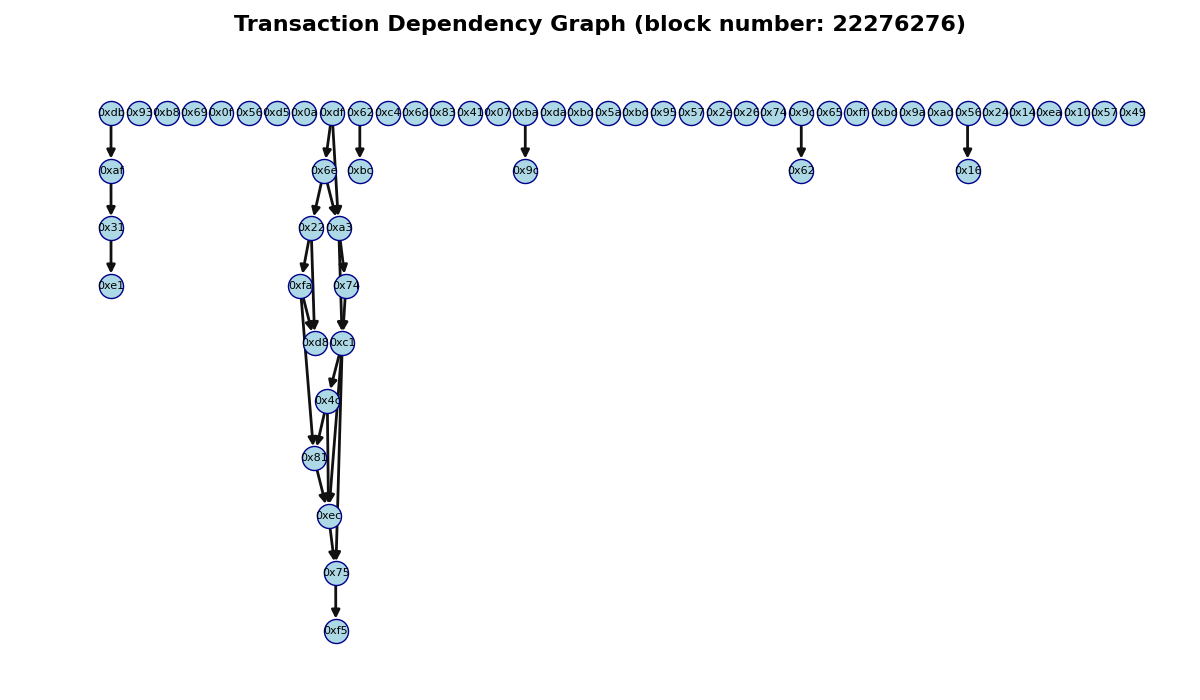 Transaction Dependency Graph (block number: 22276276)
0xdb 0x93 0xb8 0x69 0x0f 0x56 0xd5 0x0a 0xdf 0x62 0xc4 0x6d 0x83 0x41 0x07 0xba 0xda 0xbd 0x5a 0xbd 0x95 0x57 0x2e 0x26 0x74 0x9c 0x65 0xff 0xbd 0x9a 0xad 0x56 0x24 0x14 0xea 0x10 0x57 0x49
0xaf 0x6e 0xbc 0x9c 0x62 0x16
0x31 0x22 0xa3
0xe1 0xfa 0x74
0xd8 0xc1
0x81
0xec
0x75
0xf5